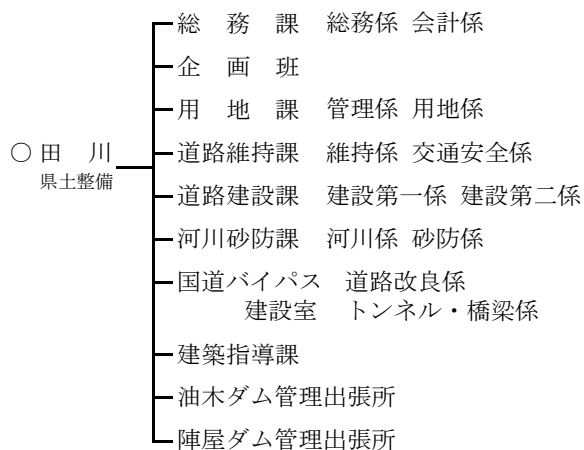 総務課 総務係 会計係
企画班
用地課 管理係 用地係
○田川 道路維持課 維持係 交通安全係
県土整備
道路建設課 建設第一係 建設第二係
河川砂防課 河川係 砂防係
国道バイパス 道路改良係
建設室 トンネル・橋梁係
建築指導課
油木ダム管理出張所
陣屋ダム管理出張所